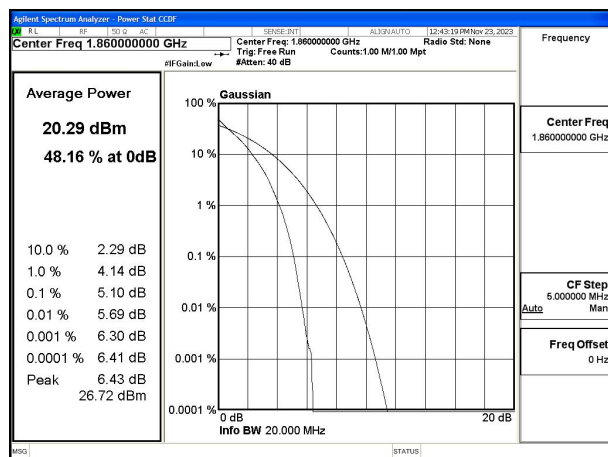 Agilent Spectrum Analyzer - Power Stat CCDF
LXI RL RF 50 Ω AC SENSE:INT ALIGN AUTO 12:43:19 PM Nov 23, 2023
Center Freq 1.860000000 GHz
Center Freq: 1.860000000 GHz Radio Std: None
Trig: Free Run Counts:1.00 M/1.00 Mpt
#IFGain:Low #Atten: 40 dB
Frequency
Average Power
20.29 dBm
48.16 % at 0dB
10.0 % 2.29 dB
1.0 % 4.14 dB
0.1 % 5.10 dB
0.01 % 5.69 dB
0.001 % 6.30 dB
0.0001 % 6.41 dB
Peak 6.43 dB
26.72 dBm
Gaussian
100 %
10 %
1 %
0.1 %
0.01 %
0.001 %
0.0001 %
0 dB 20 dB
Info BW 20.000 MHz
Center Freq
1.860000000 GHz
CF Step
5.000000 MHz
Auto Man
Freq Offset
0 Hz
MSG STATUS